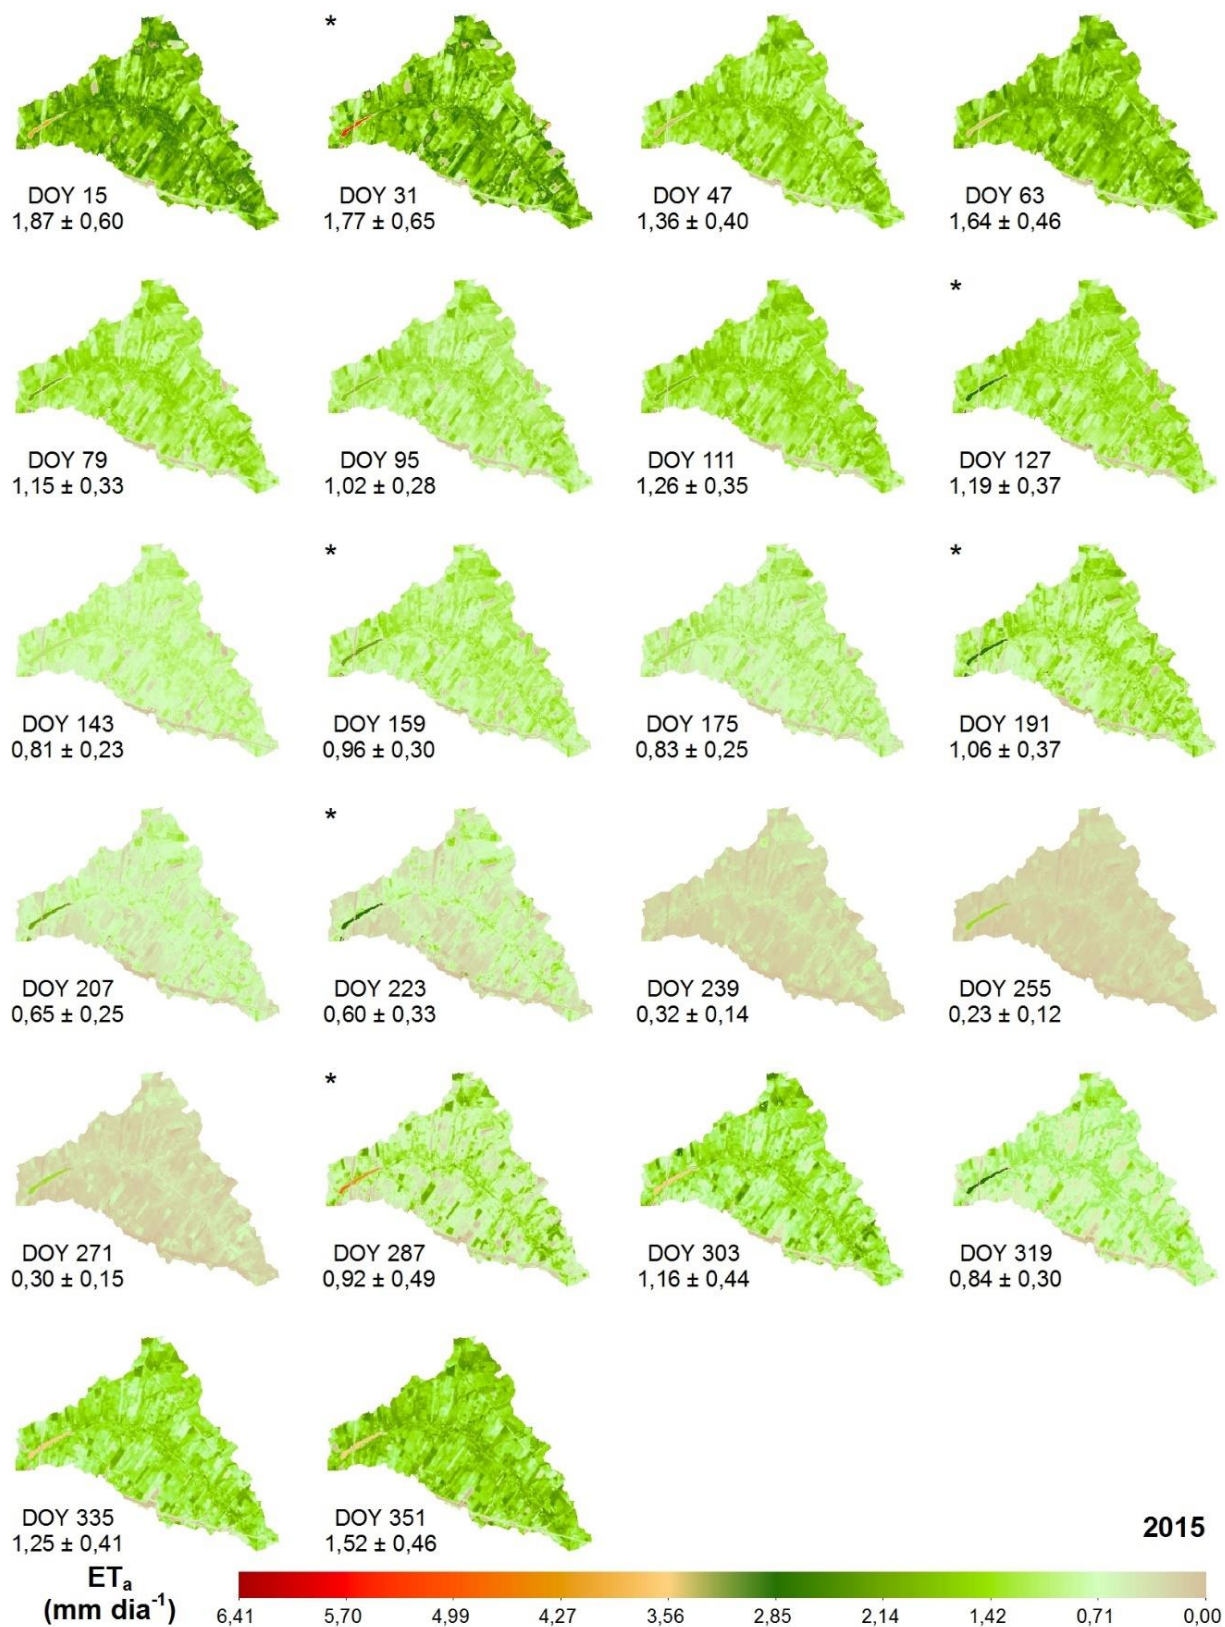 *
DOY 15
1,87 ± 0,60
DOY 31
1,77 ± 0,65
DOY 47
1,36 ± 0,40
DOY 63
1,64 ± 0,46
*
DOY 79
1,15 ± 0,33
DOY 95
1,02 ± 0,28
DOY 111
1,26 ± 0,35
DOY 127
1,19 ± 0,37
*
*
DOY 143
0,81 ± 0,23
DOY 159
0,96 ± 0,30
DOY 175
0,83 ± 0,25
DOY 191
1,06 ± 0,37
*
DOY 207
0,65 ± 0,25
DOY 223
0,60 ± 0,33
DOY 239
0,32 ± 0,14
DOY 255
0,23 ± 0,12
*
DOY 271
0,30 ± 0,15
DOY 287
0,92 ± 0,49
DOY 303
1,16 ± 0,44
DOY 319
0,84 ± 0,30
DOY 335
1,25 ± 0,41
DOY 351
1,52 ± 0,46
2015
ETₐ
(mm dia⁻¹)
6,41 5,70 4,99 4,27 3,56 2,85 2,14 1,42 0,71 0,00